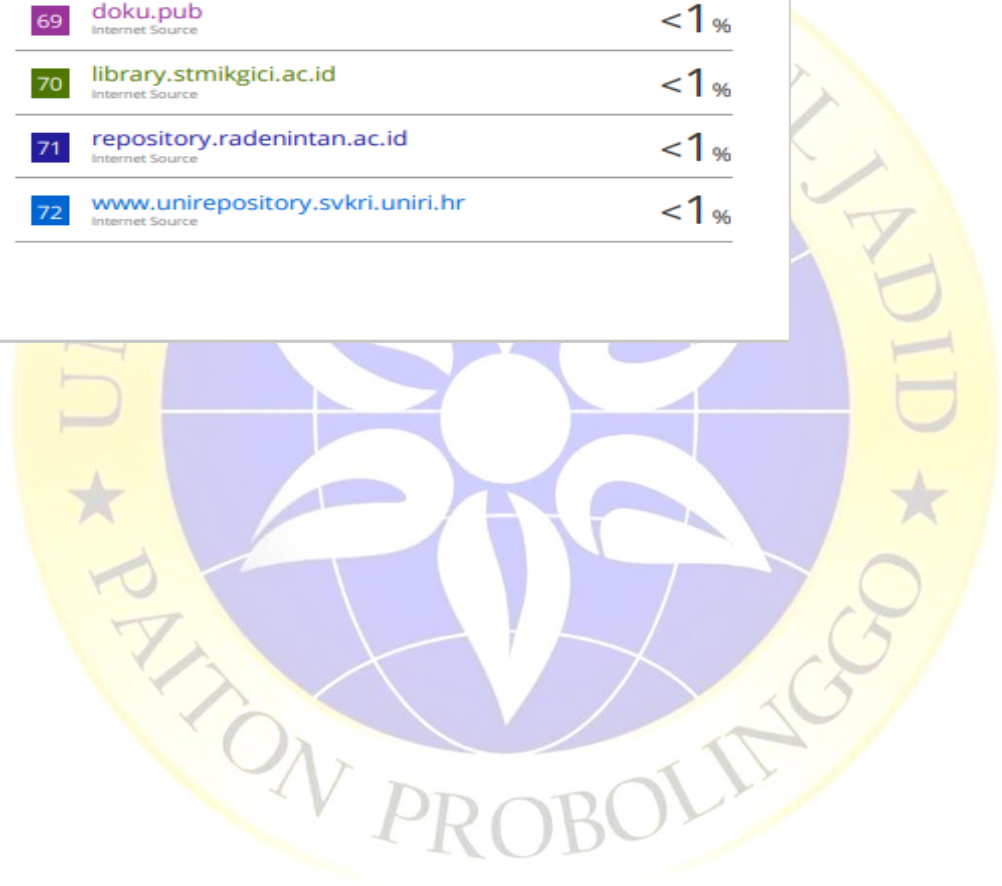 69 doku.pub <1%
Internet Source
70 library.stmikgici.ac.id <1%
Internet Source
71 repository.radenintan.ac.id <1%
Internet Source
72 www.unirepository.svkri.uniri.hr <1%
Internet Source
JADID
PAITON PROBOLINGGO